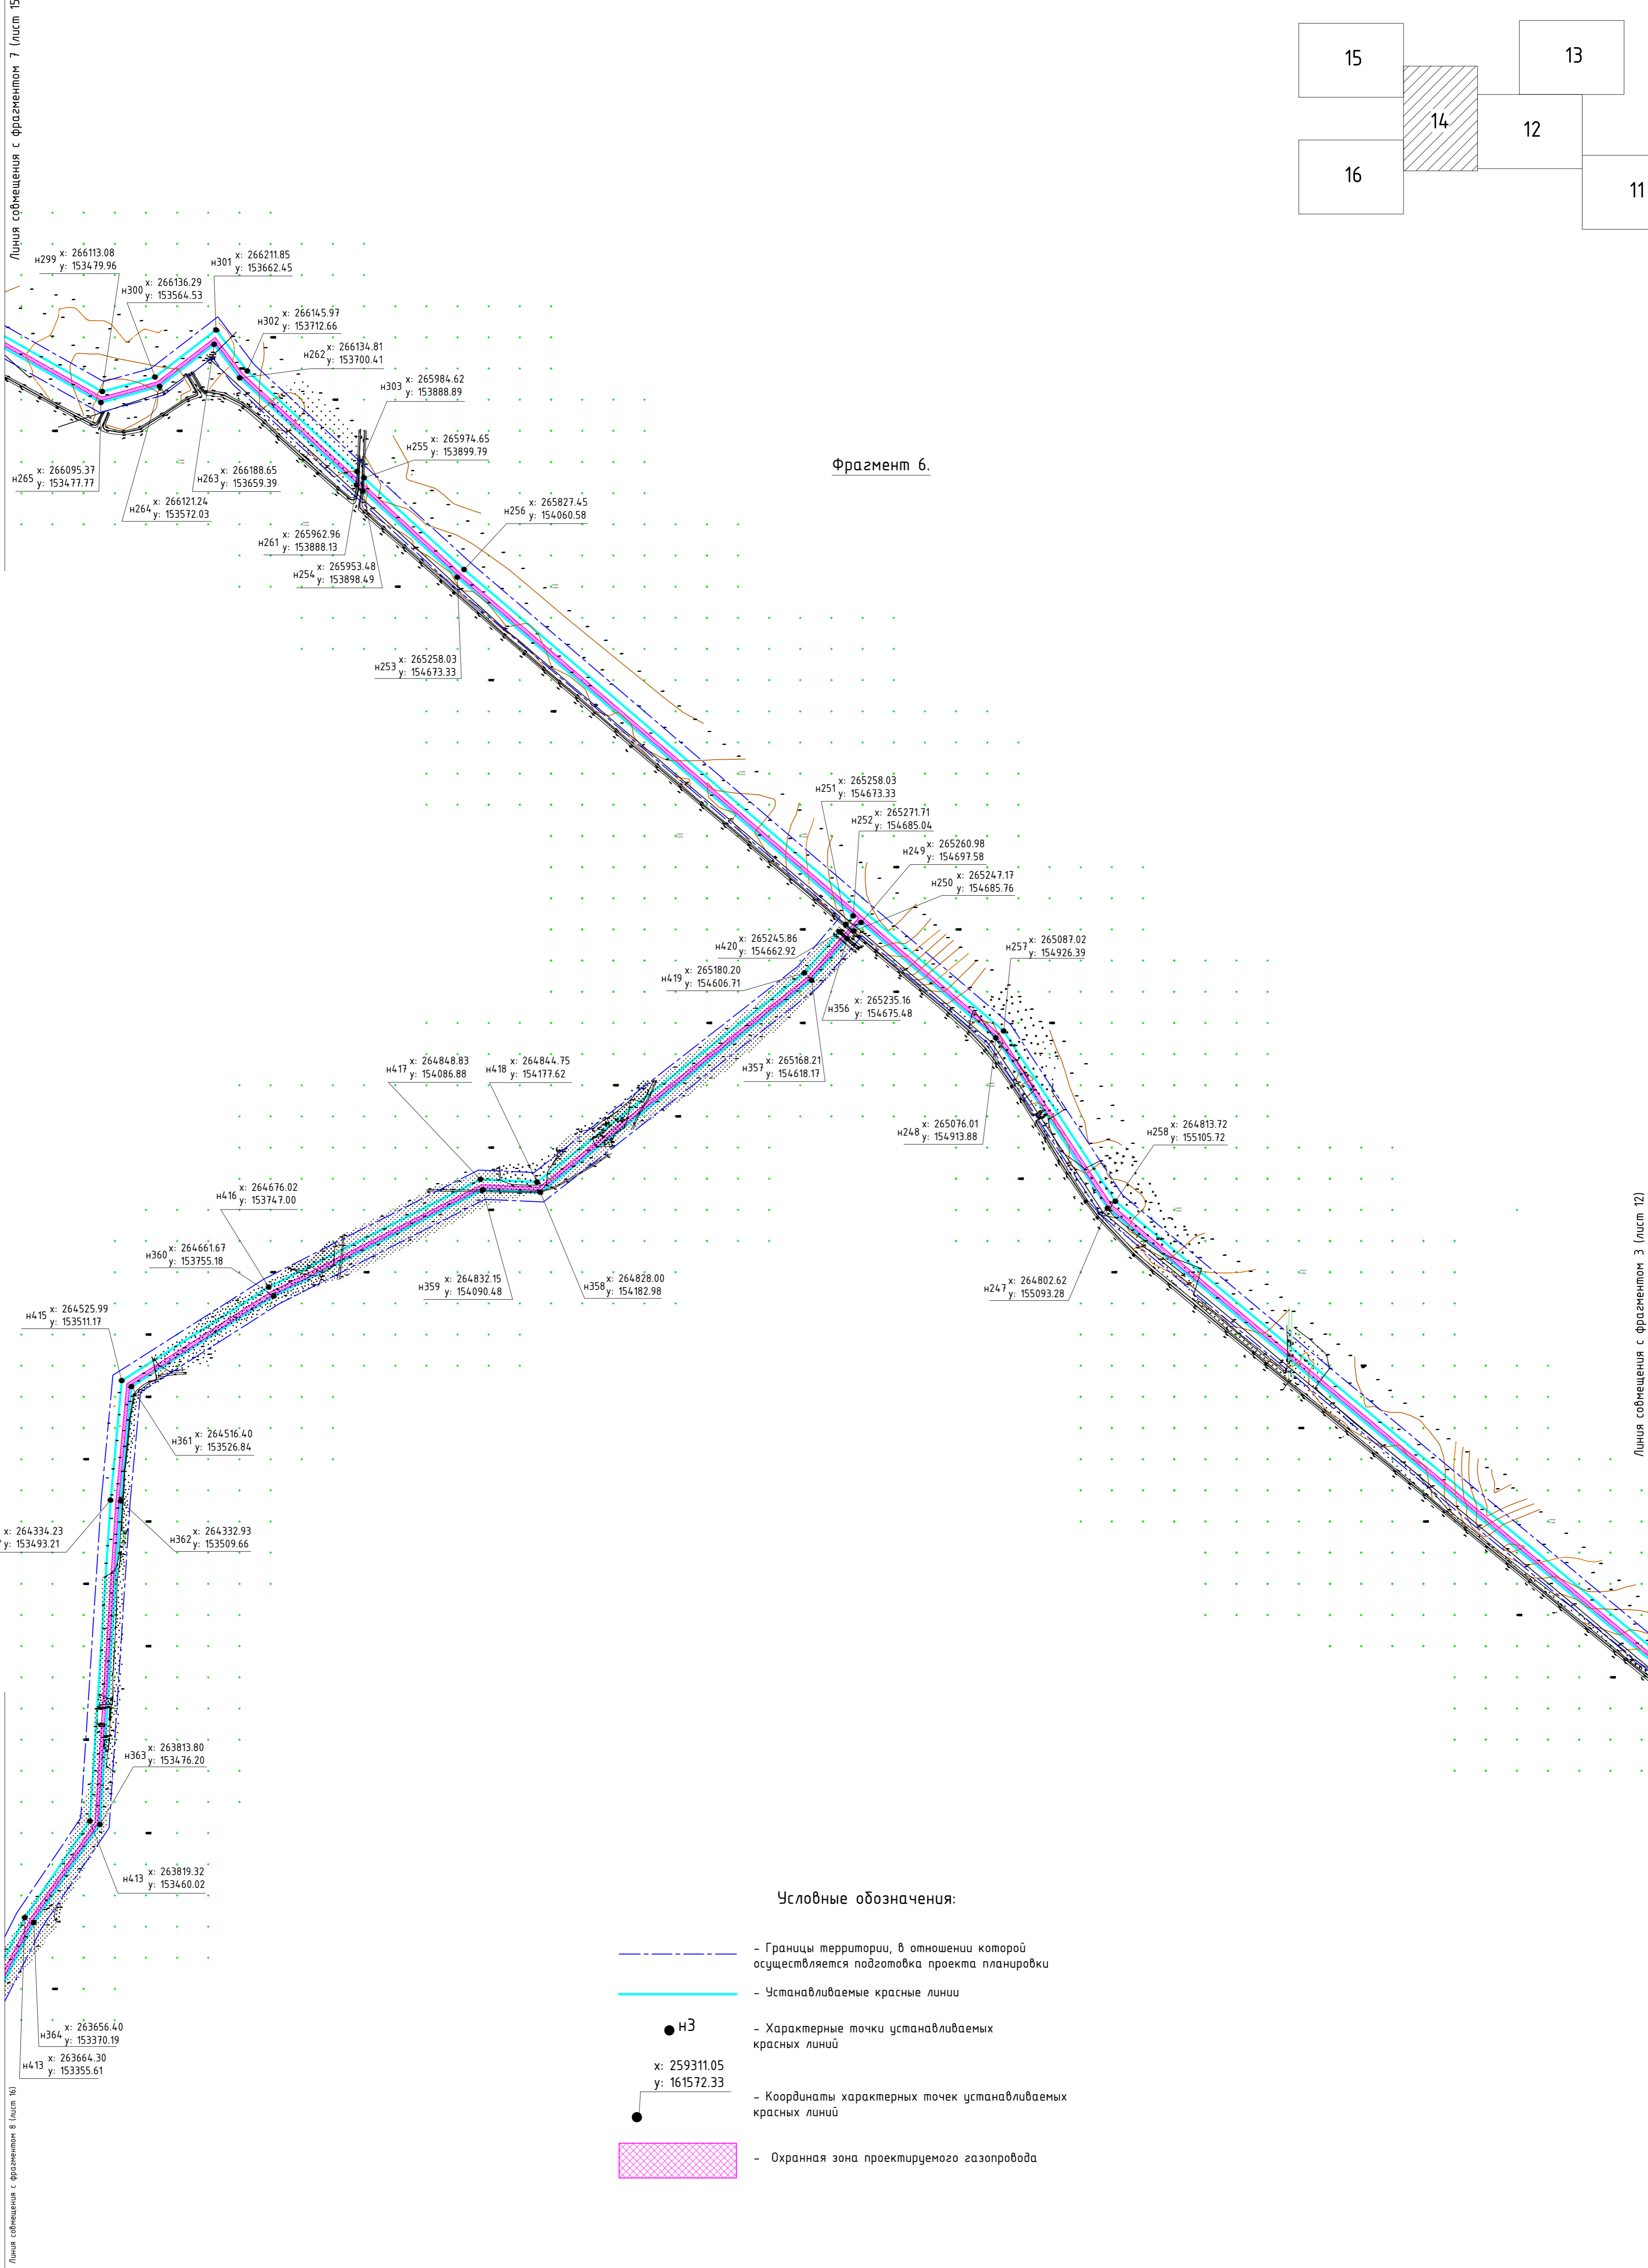 Линия совмещения с фрагментом 7 (лист 15
15
13
14
12
16
11
н299 x: 266113.08
y: 153479.96
н300 x: 266136.29
y: 153564.53
н301 x: 266211.85
y: 153662.45
н302 x: 266145.97
y: 153712.66
н262 x: 266134.81
y: 153700.41
н303 x: 265984.62
y: 153888.89
н255 x: 265974.65
y: 153899.79
н265 x: 266095.37
y: 153477.77
н263 x: 266188.65
y: 153659.39
н264 x: 266121.24
y: 153572.03
н256 x: 265827.45
y: 154060.58
н261 x: 265962.96
y: 153888.13
н254 x: 265953.48
y: 153898.49
Фрагмент 6.
н253 x: 265258.03
y: 154673.33
н251 x: 265258.03
y: 154673.33
н252 x: 265271.71
y: 154685.04
н249 x: 265260.98
y: 154697.58
н250 x: 265247.17
y: 154685.76
н420 x: 265245.86
y: 154662.92
н257 x: 265087.02
y: 154926.39
н419 x: 265180.20
y: 154606.71
н356 x: 265235.16
y: 154675.48
н417 x: 264848.83
y: 154086.88
н418 x: 264844.75
y: 154177.62
н357 x: 265168.21
y: 154618.17
н248 x: 265076.01
y: 154913.88
н258 x: 264813.72
y: 155105.72
н416 x: 264676.02
y: 153747.00
н360 x: 264661.67
y: 153755.18
н359 x: 264832.15
y: 154090.48
н358 x: 264828.00
y: 154182.98
н247 x: 264802.62
y: 155093.28
Линия совмещения с фрагментом 3 (лист 12)
н415 x: 264525.99
y: 153511.17
н361 x: 264516.40
y: 153526.84
x: 264334.23
y: 153493.21
н362 x: 264332.93
y: 153509.66
н363 x: 263813.80
y: 153476.20
н413 x: 263819.32
y: 153460.02
н364 x: 263656.40
y: 153370.19
н413 x: 263664.30
y: 153355.61
Линия совмещения с фрагментом 8 (лист 16)
Условные обозначения:
- Границы территории, в отношении которой
осуществляется подготовка проекта планировки
- Устанавливаемые красные линии
н3
- Характерные точки устанавливаемых
красных линий
x: 259311.05
y: 161572.33
- Координаты характерных точек устанавливаемых
красных линий
- Охранная зона проектируемого газопровода